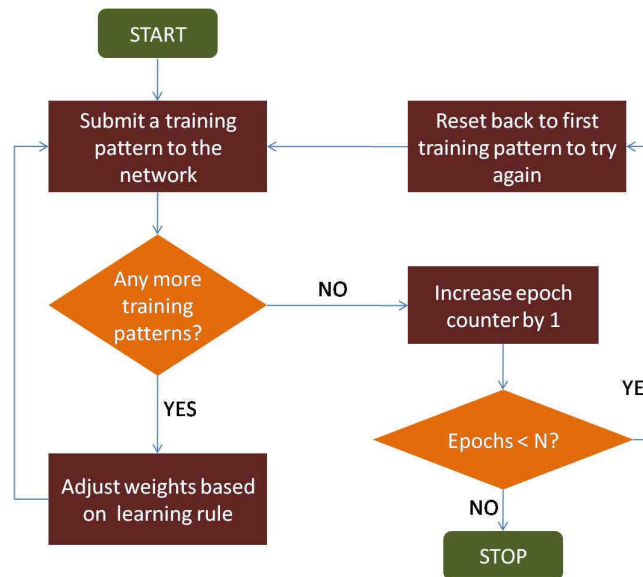 START
Submit a training
pattern to the
network
Reset back to first
training pattern to try
again
Any more
training
patterns?
NO
Increase epoch
counter by 1
YES
YE
Epochs < N?
Adjust weights based
on learning rule
NO
STOP